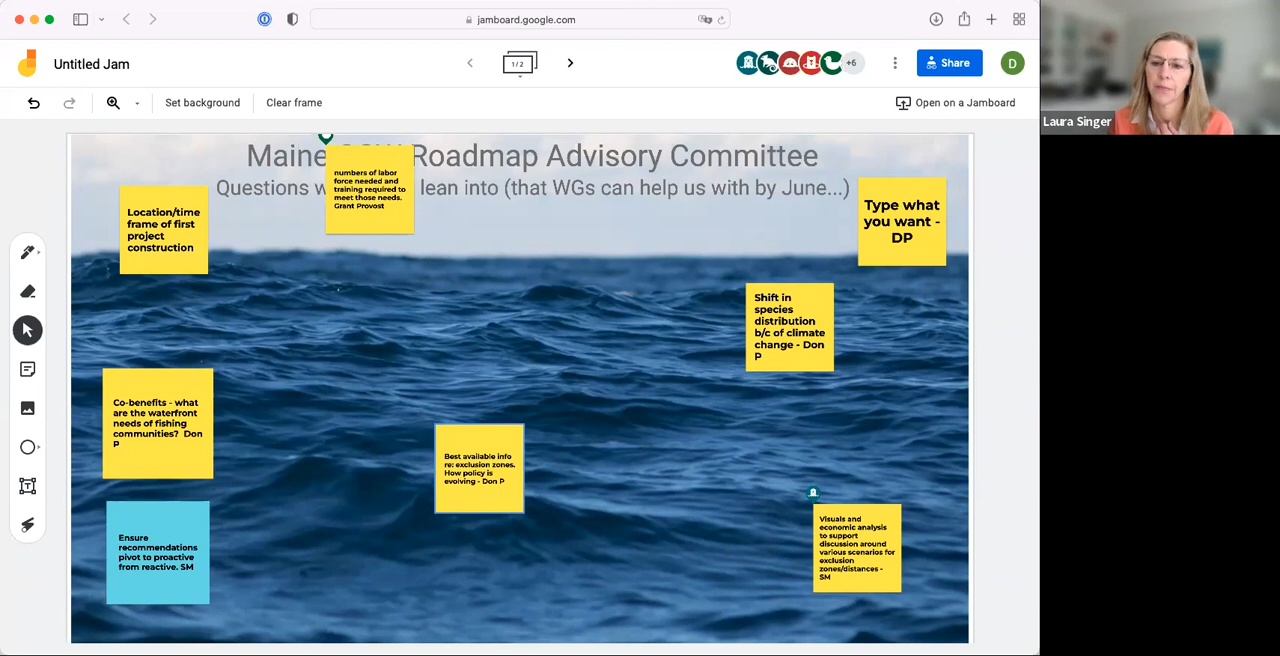 jamboard.google.com
Untitled Jam
1/2
+6
Share
D
Set background
Clear frame
Open on a Jamboard
Laura Singer
Maine
Roadmap Advisory Committee
Questions w
lean into (that WGs can help us with by June...)
numbers of labor
force needed and
training required to
meet those needs.
Grant Provost
Location/time
frame of first
project
construction
Type what
you want -
DP
Shift in
species
distribution
b/c of climate
change - Don
P
Co-benefits - what
are the waterfront
needs of fishing
communities? Don
P
Best available info
re: exclusion zones.
How policy is
evolving - Don P
Ensure
recommendations
pivot to proactive
from reactive. SM
Visuals and
economic analysis
to support
discussion around
various scenarios for
exclusion
zones/distances -
SM